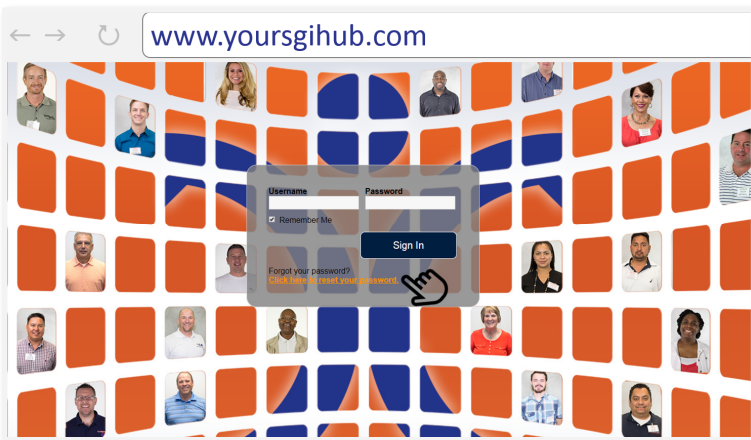 www.yoursgihub.com
Username Password
Remember Me
Sign In
Forgot your password?
Click here to reset your password.